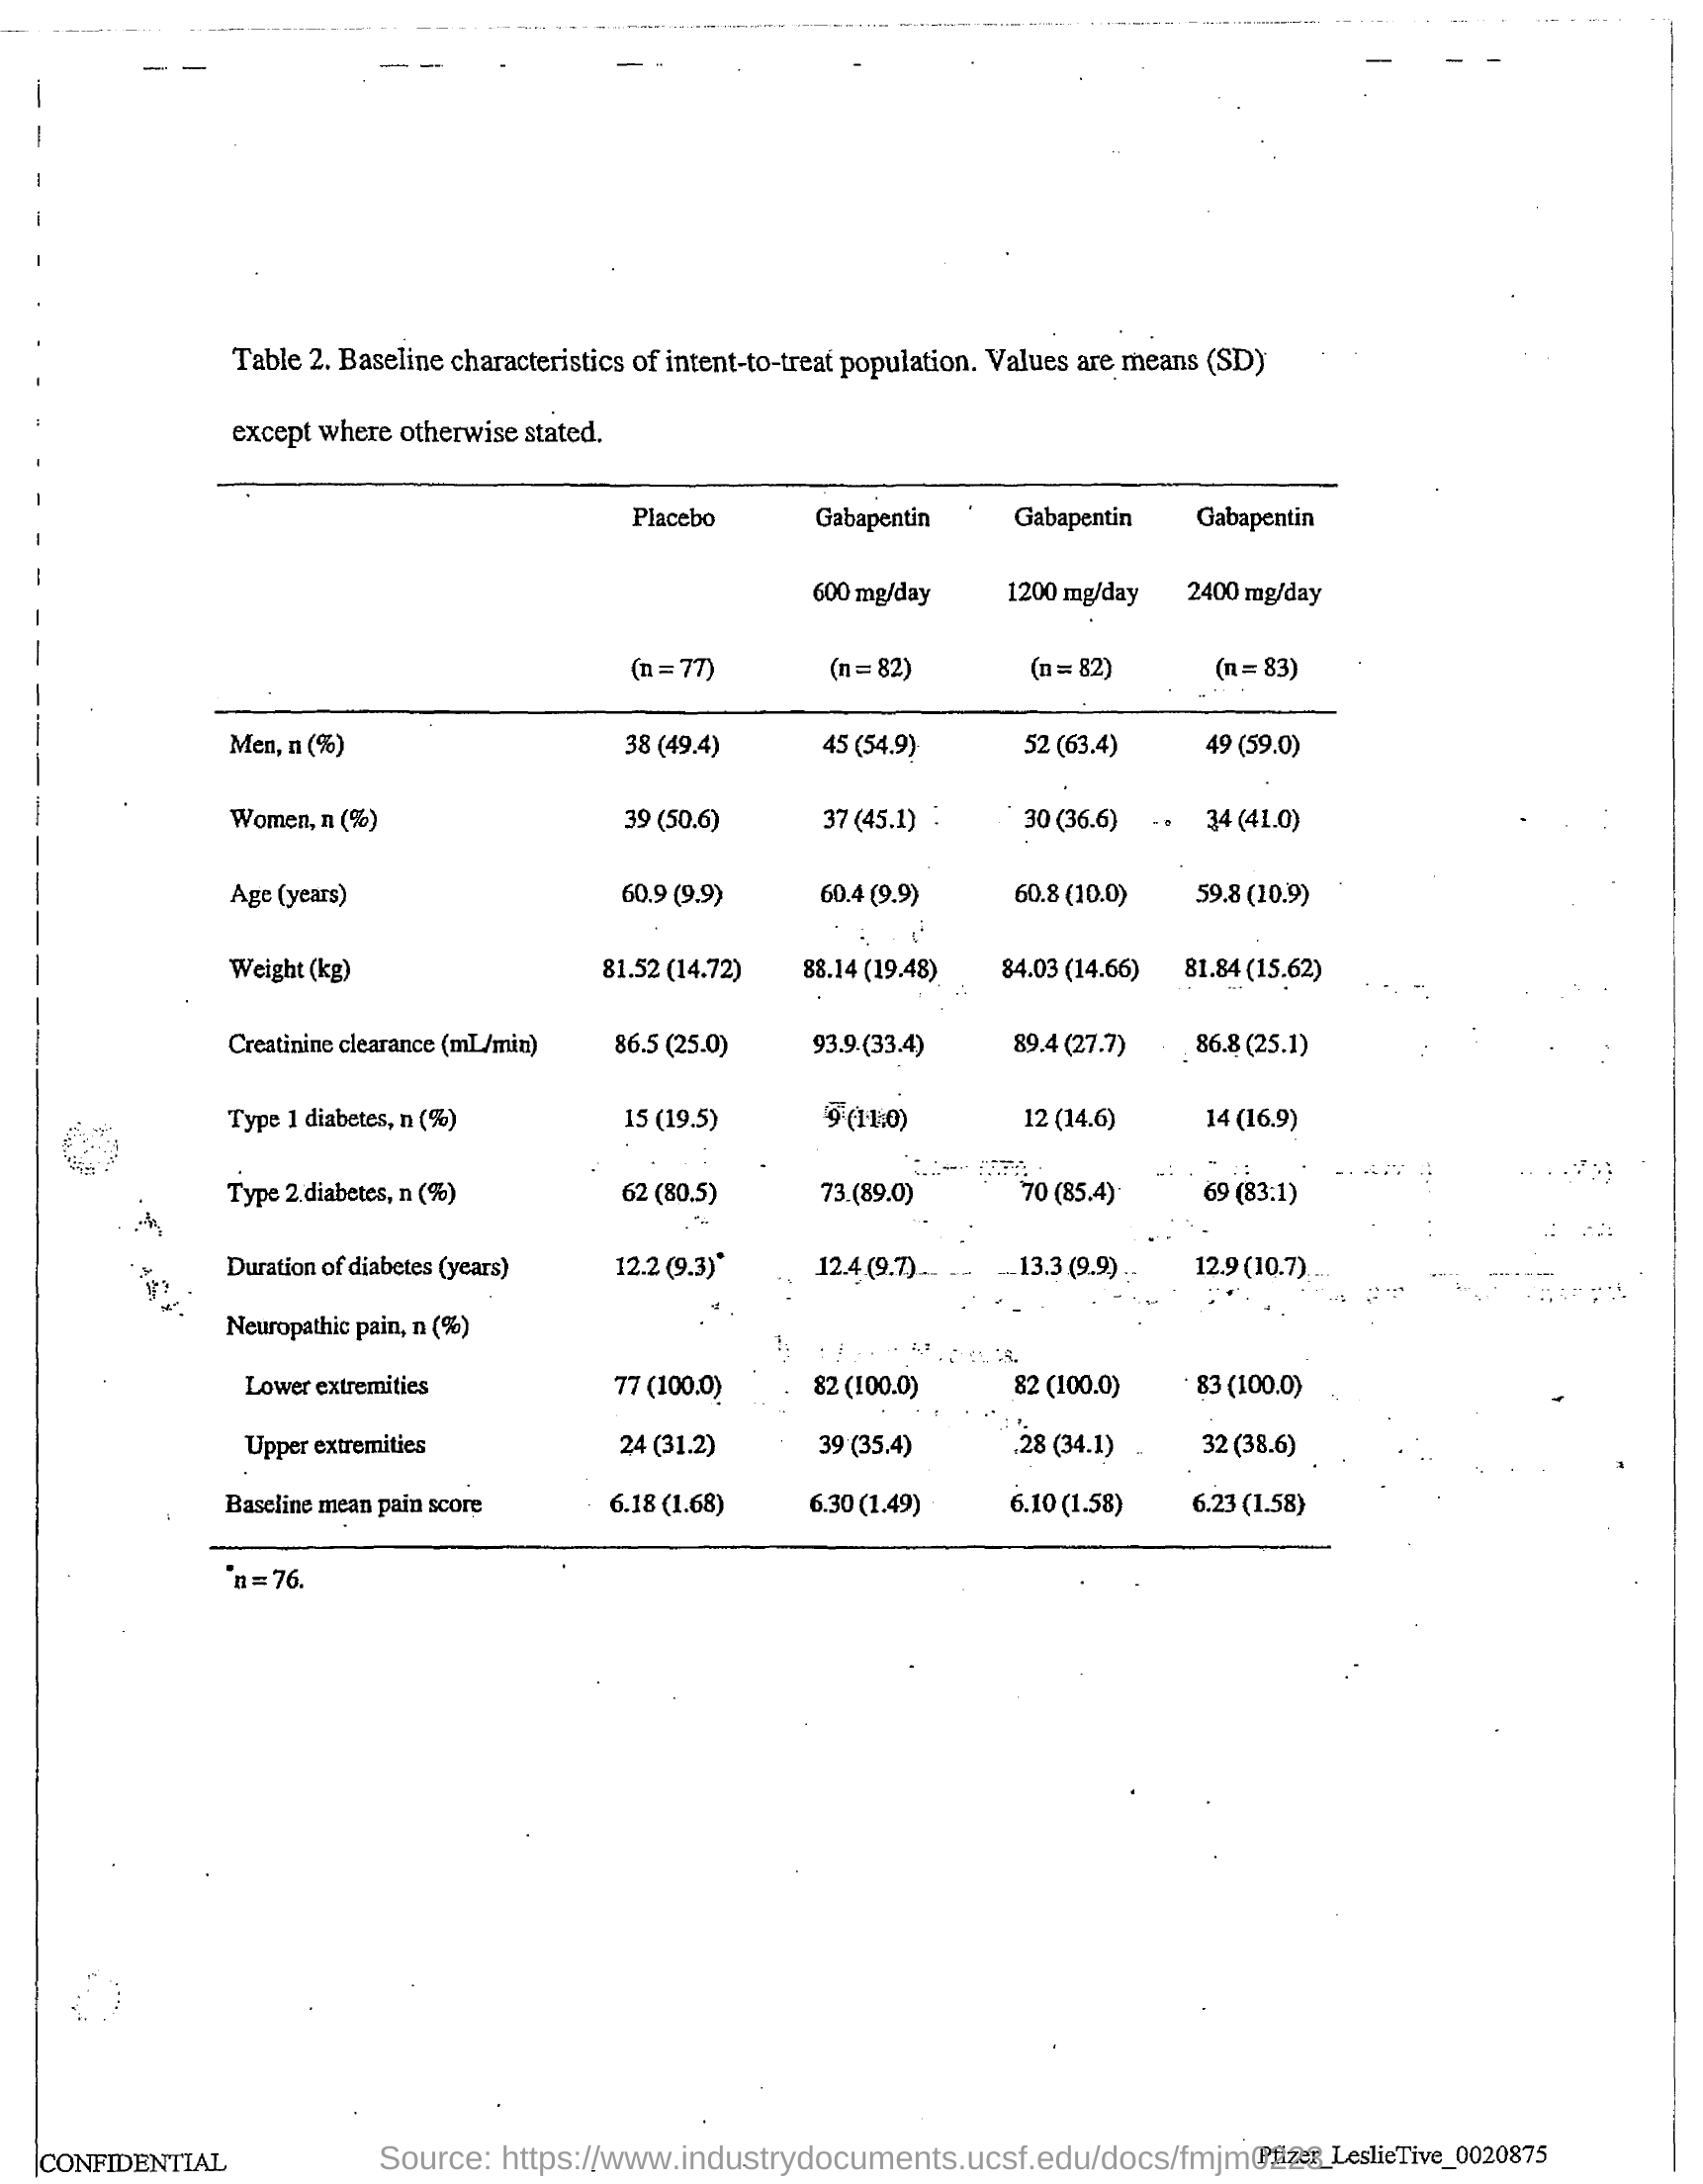 Table 2. Baseline characteristics of intent-to-treat population. Values are means (SD)
except where otherwise stated.
Placebo Gabapentin Gabapentin Gabapentin
600 mg/day 1200 mg/day 2400 mg/day
(n = 77) (n = 82) (n = 82) (n = 83)
Men, n (%) 38 (49.4) 45 (54.9) 52 (63.4) 49 (59.0)
Women, n (%) 39 (50.6) 37 (45.1) 30 (36.6) 34 (41.0)
Age (years) 60.9 (9.9) 60.4 (9.9) 60.8 (10.0) 59.8 (10.9)
Weight (kg) 81.52 (14.72) 88.14 (19.48) 84.03 (14.66) 81.84 (15.62)
Creatinine clearance (mL/min) 86.5 (25.0) 93.9 (33.4) 89.4 (27.7) 86.8 (25.1)
Type 1 diabetes, n (%) 15 (19.5) 9 (11.0) 12 (14.6) 14 (16.9)
Type 2 diabetes, n (%) 62 (80.5) 73 (89.0) 70 (85.4) 69 (83.1)
Duration of diabetes (years) 12.2 (9.3)* 12.4 (9.7) 13.3 (9.9) 12.9 (10.7)
Neuropathic pain, n (%)
Lower extremities 77 (100.0) 82 (100.0) 82 (100.0) 83 (100.0)
Upper extremities 24 (31.2) 39 (35.4) 28 (34.1) 32 (38.6)
Baseline mean pain score 6.18 (1.68) 6.30 (1.49) 6.10 (1.58) 6.23 (1.58)
*n = 76.
CONFIDENTIAL
Pfizer_LeslieTive_0020875
Source: https://www.industrydocuments.ucsf.edu/docs/fmjm0223